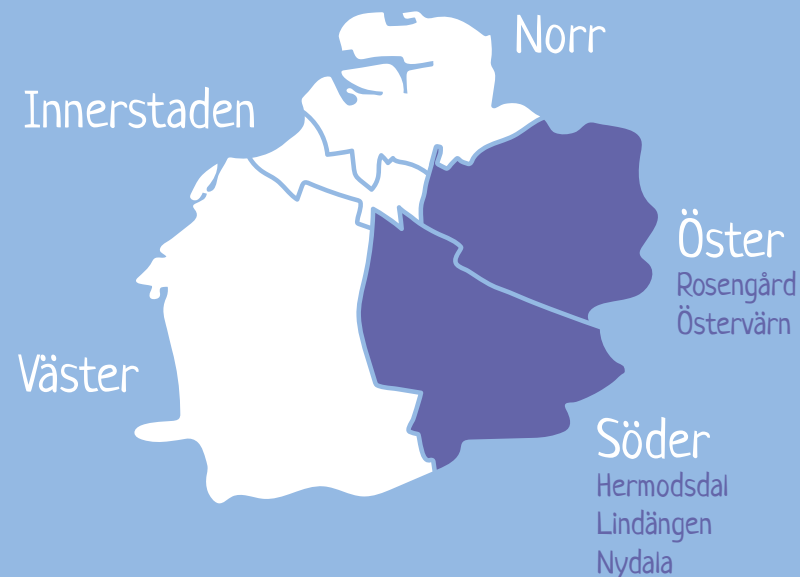 Norr
Innerstaden
Öster
Rosengård
Östervärn
Väster
Söder
Hermodsdal
Lindängen
Nydala